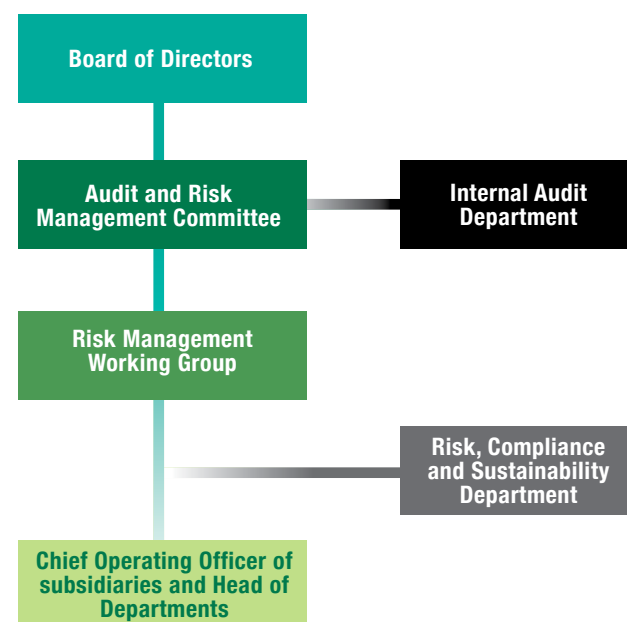 Board of Directors
Audit and Risk
Management Committee
Internal Audit
Department
Risk Management
Working Group
Risk, Compliance
and Sustainability
Department
Chief Operating Officer of
subsidiaries and Head of
Departments